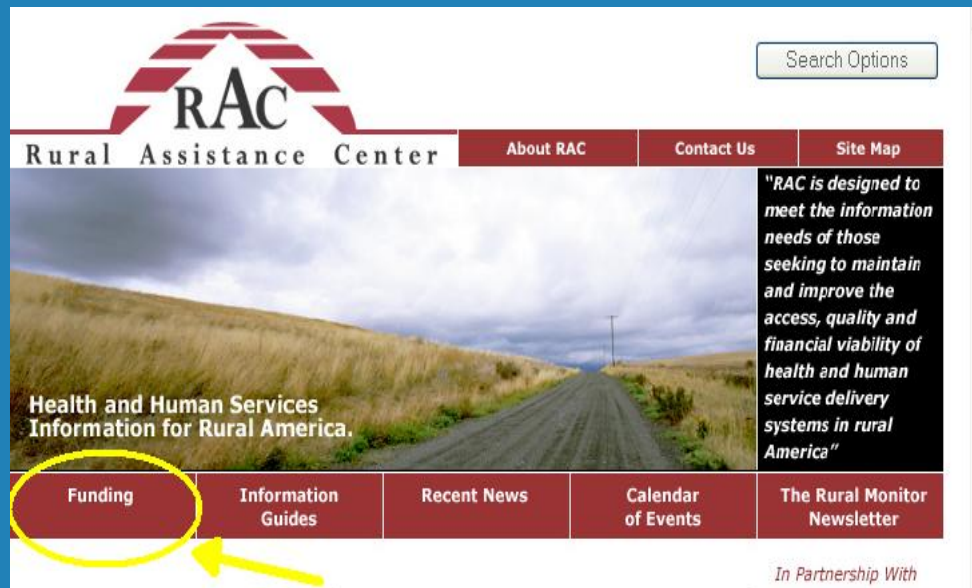 Search Options
RAC
Rural Assistance Center
About RAC
Contact Us
Site Map
"RAC is designed to
meet the information
needs of those
seeking to maintain
and improve the
access, quality and
financial viability of
health and human
service delivery
systems in rural
America"
Health and Human Services
Information for Rural America.
Funding
Information
Guides
Recent News
Calendar
of Events
The Rural Monitor
Newsletter
In Partnership With